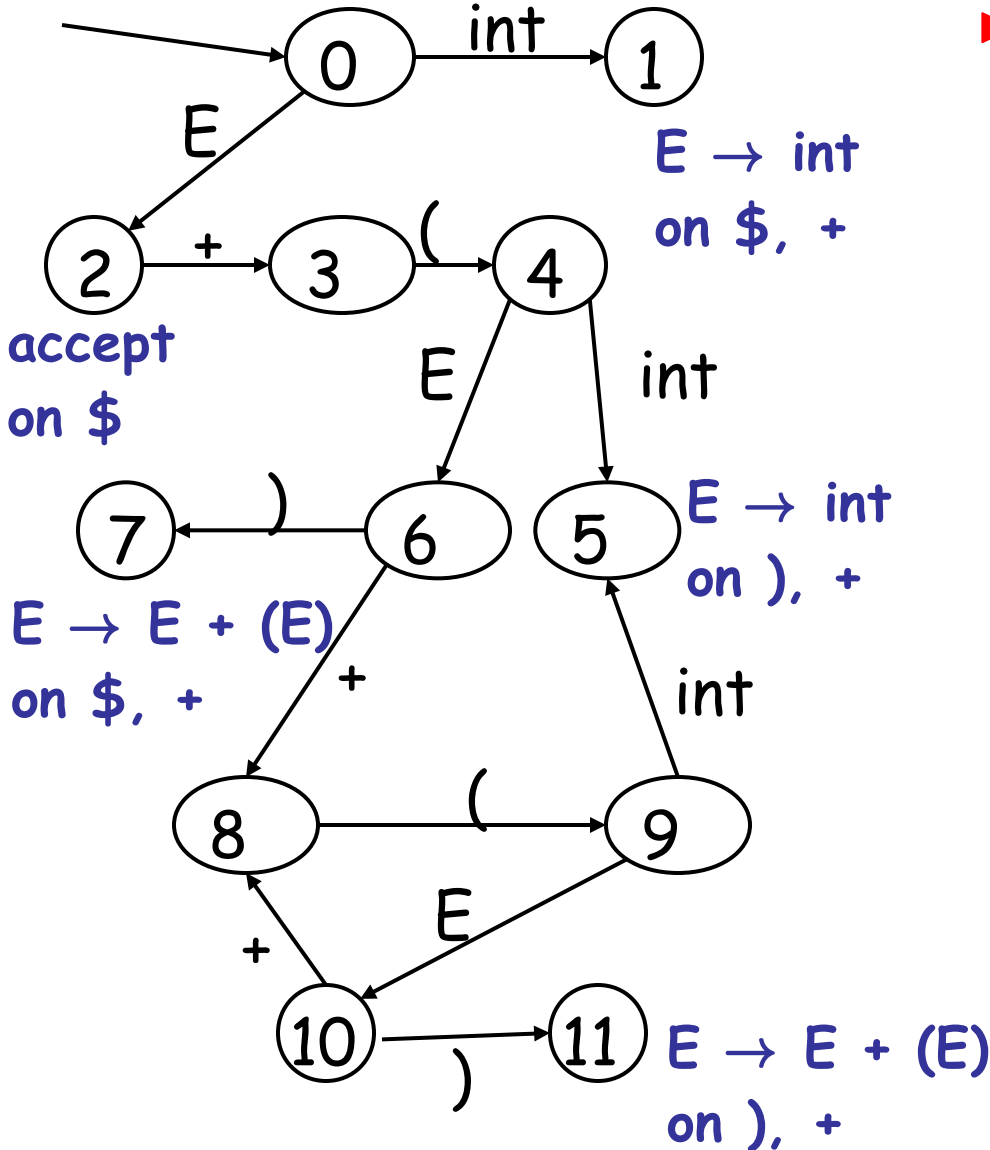 int
0
1
E
E → int
on $, +
2
+
3
(
4
accept
on $
E
int
7
)
6
5
E → int
on ), +
E → E + (E)
on $, +
+
int
8
(
9
E
+
10
)
11
E → E + (E)
on ), +